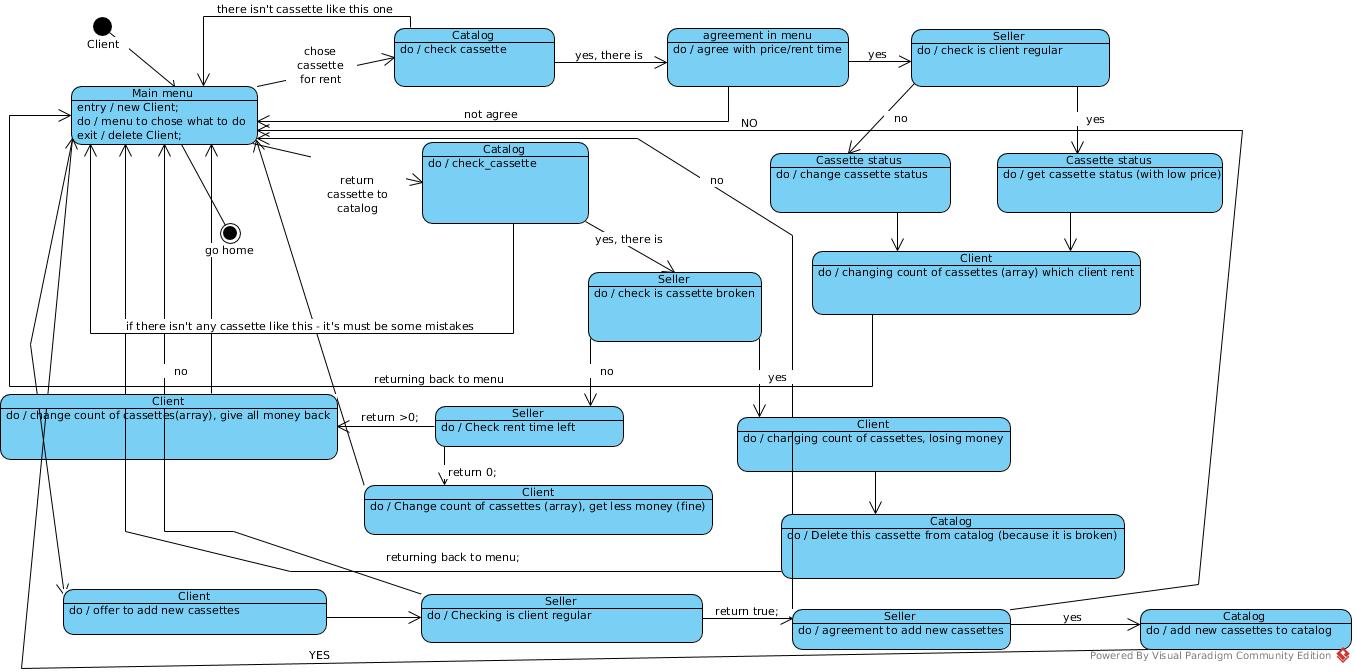 there isn't cassette like this one
Client
chose
cassette
for rent
Catalog
do / check cassette
yes, there is
agreement in menu
do / agree with price/rent time
yes
Seller
do / check is client regular
Main menu
entry / new Client;
do / menu to chose what to do
exit / delete Client;
not agree
NO
no
yes
Catalog
do / check_cassette
return
cassette to
catalog
no
Cassette status
do / change cassette status
Cassette status
do / get cassette status (with low price)
go home
yes, there is
Client
do / changing count of cassettes (array) which client rent
Seller
do / check is cassette broken
if there isn't any cassette like this - it's must be some mistakes
no
returning back to menu
no
yes
Client
do / change count of cassettes(array), give all money back
return >0;
Seller
do / Check rent time left
Client
do / changing count of cassettes, losing money
return 0;
Client
do / Change count of cassettes (array), get less money (fine)
Catalog
do / Delete this cassette from catalog (because it is broken)
returning back to menu;
Client
do / offer to add new cassettes
Seller
do / Checking is client regular
return true;
Seller
do / agreement to add new cassettes
yes
Catalog
do / add new cassettes to catalog
YES
Powered By Visual Paradigm Community Edition